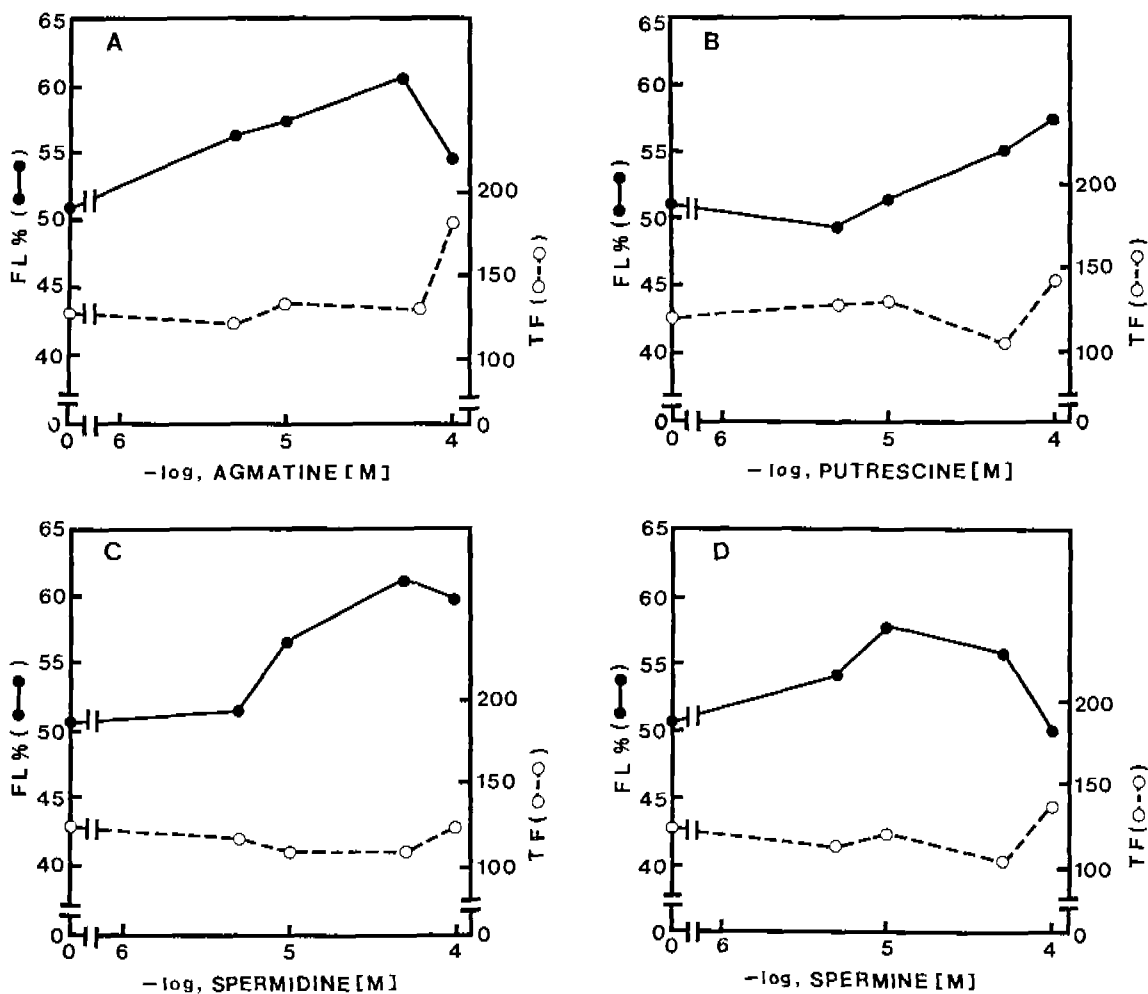 A
65
60
55
50
45
40
0
FL% (●—●)
200
150
100
0
TF (○--○)
0 6 5 4
-log, AGMATINE [M]
B
65
60
55
50
45
40
0
FL% (●—●)
200
150
100
0
TF (○--○)
0 6 5 4
-log, PUTRESCINE [M]
C
65
60
55
50
45
40
0
FL% (●—●)
200
150
100
0
TF (○--○)
0 6 5 4
-log, SPERMIDINE [M]
D
65
60
55
50
45
40
0
FL% (●—●)
200
150
100
0
TF (○--○)
0 6 5 4
-log, SPERMINE [M]